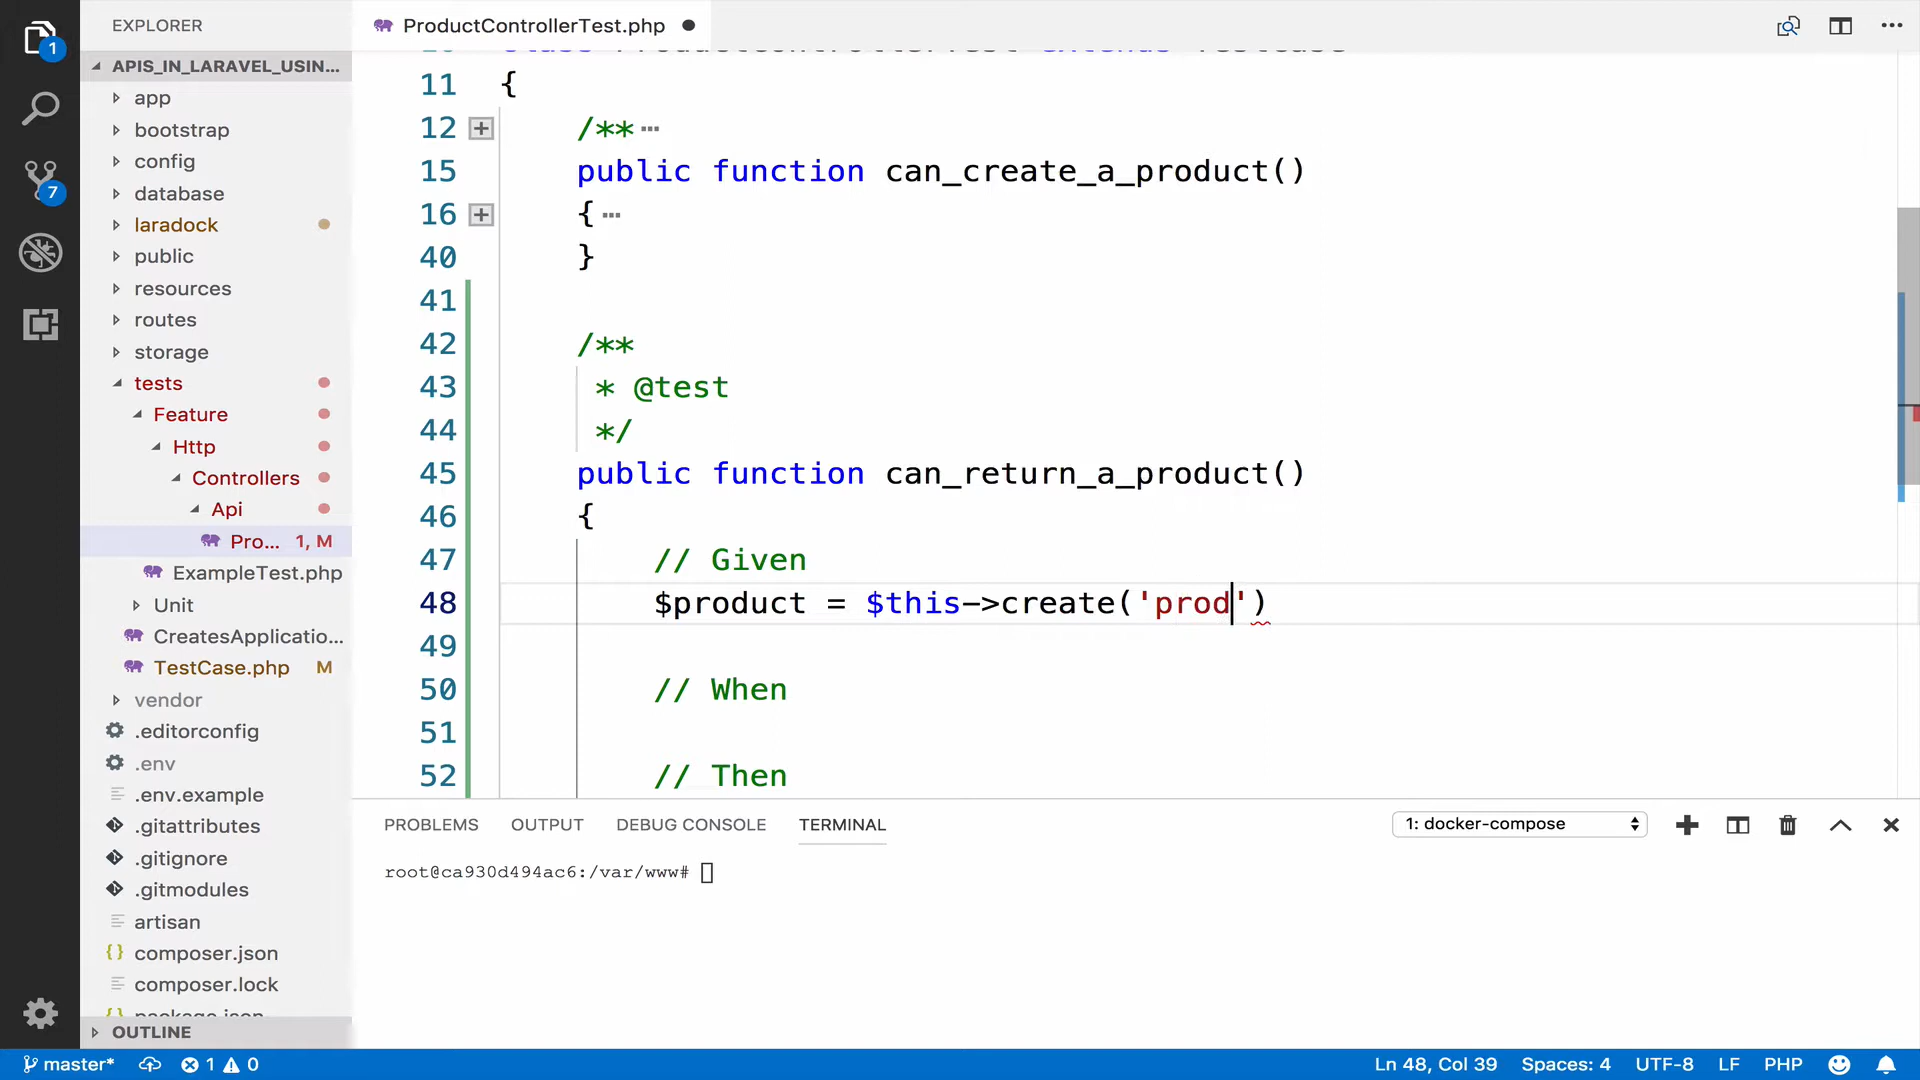 EXPLORER
ProductControllerTest.php
1
APIS_IN_LARAVEL_USIN...
app
bootstrap
config
database
laradock
public
resources
routes
storage
tests
Feature
Http
Controllers
Api
Pro... 1, M
ExampleTest.php
Unit
CreatesApplicatio...
TestCase.php M
vendor
.editorconfig
.env
.env.example
.gitattributes
.gitignore
.gitmodules
artisan
composer.json
composer.lock
package.json
OUTLINE
7
11 {
12 /** ...
15 public function can_create_a_product()
16 { ...
40 }
41
42 /**
43 * @test
44 */
45 public function can_return_a_product()
46 {
47 // Given
48 $product = $this->create('prod')
49
50 // When
51
52 // Then
PROBLEMS OUTPUT DEBUG CONSOLE TERMINAL 1: docker-compose
root@ca930d494ac6:/var/www#
master* 1 0 Ln 48, Col 39 Spaces: 4 UTF-8 LF PHP